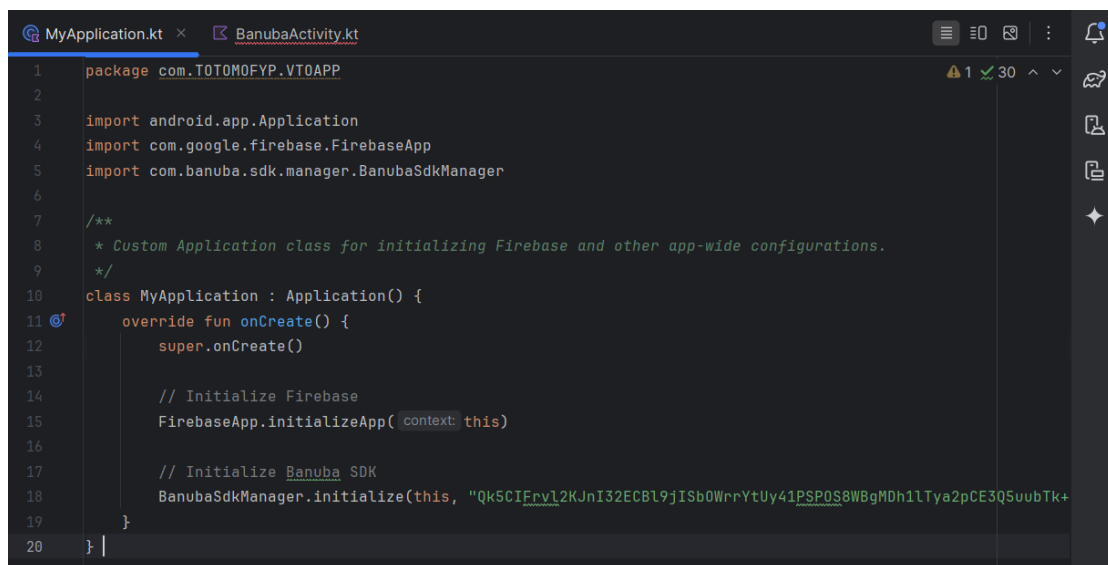 MyApplication.kt × BanubaActivity.kt
1 package com.TOTOMOFYP.VTOAPP 1 30
2
3 import android.app.Application
4 import com.google.firebase.FirebaseApp
5 import com.banuba.sdk.manager.BanubaSdkManager
6
7 /**
8 * Custom Application class for initializing Firebase and other app-wide configurations.
9 */
10 class MyApplication : Application() {
11 override fun onCreate() {
12 super.onCreate()
13
14 // Initialize Firebase
15 FirebaseApp.initializeApp( context: this)
16
17 // Initialize Banuba SDK
18 BanubaSdkManager.initialize(this, "Qk5CIFrvl2KJnI32ECBl9jISbOWrrYtUy41PSPOS8WBgMDh1lTya2pCE3Q5uubTk+
19 }
20 }